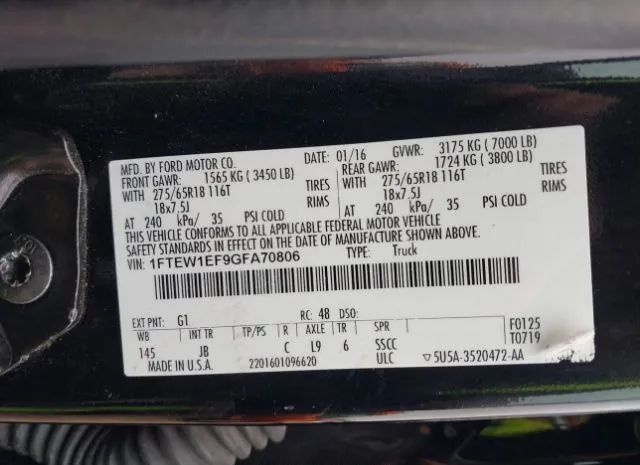 MFD. BY FORD MOTOR CO. DATE: 01/16 GVWR: 3175 KG ( 7000 LB)
FRONT GAWR: 1565 KG ( 3450 LB) REAR GAWR: 1724 KG ( 3800 LB)
WITH 275/65R18 116T TIRES WITH 275/65R18 116T TIRES
18x7.5J RIMS 18x7.5J RIMS
AT 240 kPa/ 35 PSI COLD AT 240 kPa/ 35 PSI COLD
THIS VEHICLE CONFORMS TO ALL APPLICABLE FEDERAL MOTOR VEHICLE
SAFETY STANDARDS IN EFFECT ON THE DATE OF MANUFACTURE SHOWN ABOVE.
VIN: 1FTEW1EF9GFA70806 TYPE: Truck
EXT PNT: G1 RC: 48 DSO: F0125
WB INT TR TP/PS R AXLE TR SPR T0719
145 JB C L9 6 SSCC
MADE IN U.S.A. 2201601096620 ULC ▽5U5A-3520472-AA